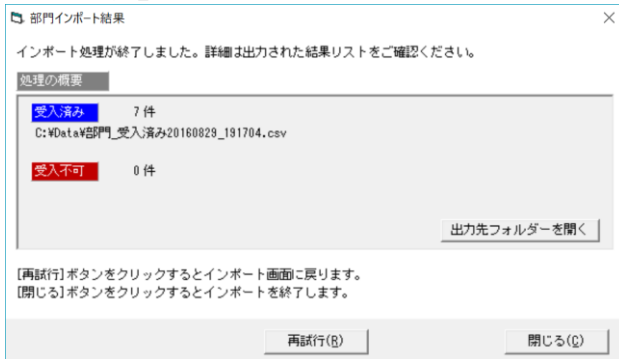 部門インポート結果
インポート処理が終了しました。詳細は出力された結果リストをご確認ください。
処理の概要
受入済み 7 件
C:¥Data¥部門_受入済み20160829_191704.csv
受入不可 0 件
出力先フォルダーを開く
[再試行]ボタンをクリックするとインポート画面に戻ります。
[閉じる]ボタンをクリックするとインポートを終了します。
再試行(R) 閉じる(C)